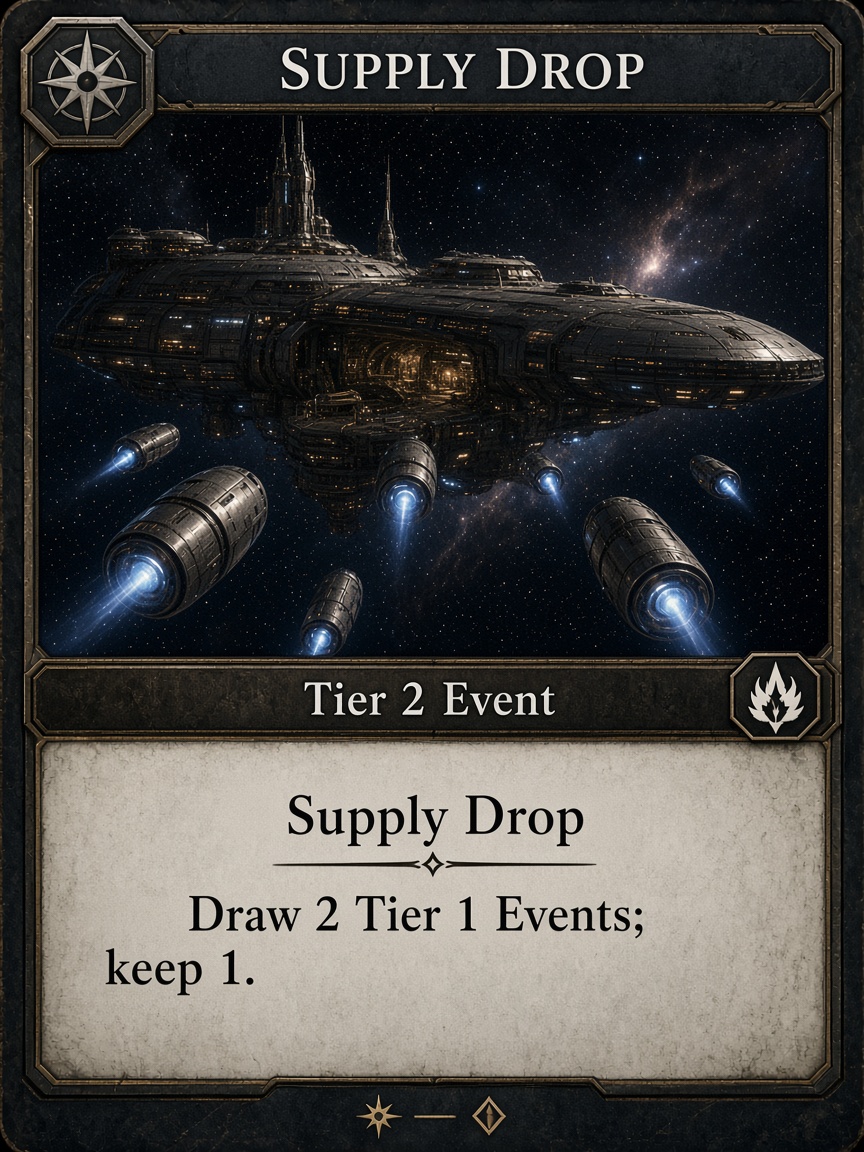 SUPPLY DROP
Tier 2 Event
Supply Drop
Draw 2 Tier 1 Events;
keep 1.